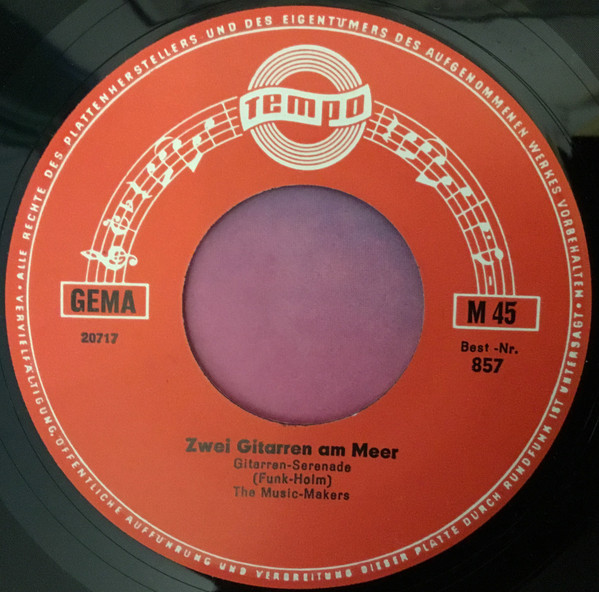 ALLE RECHTE DES PLATTENHERSTELLERS UND DES EIGENTÜMERS DES AUFGENOMMENEN WERKES VORBEHALTEN • VERVIELFÄLTIGUNG, ÖFFENTLICHE AUFFÜHRUNG UND VERBREITUNG DIESER PLATTE DURCH RUNDFUNK IST UNTERSAGT •
Tempo
GEMA
M 45
20717
Best -Nr.
857
Zwei Gitarren am Meer
Gitarren-Serenade
(Funk-Holm)
The Music-Makers